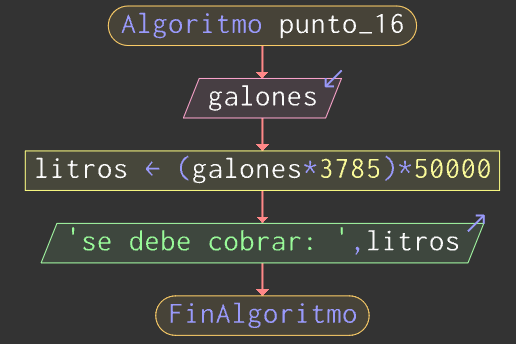 Algoritmo punto_16
galones
litros ← (galones*3785)*50000
'se debe cobrar: ',litros
FinAlgoritmo